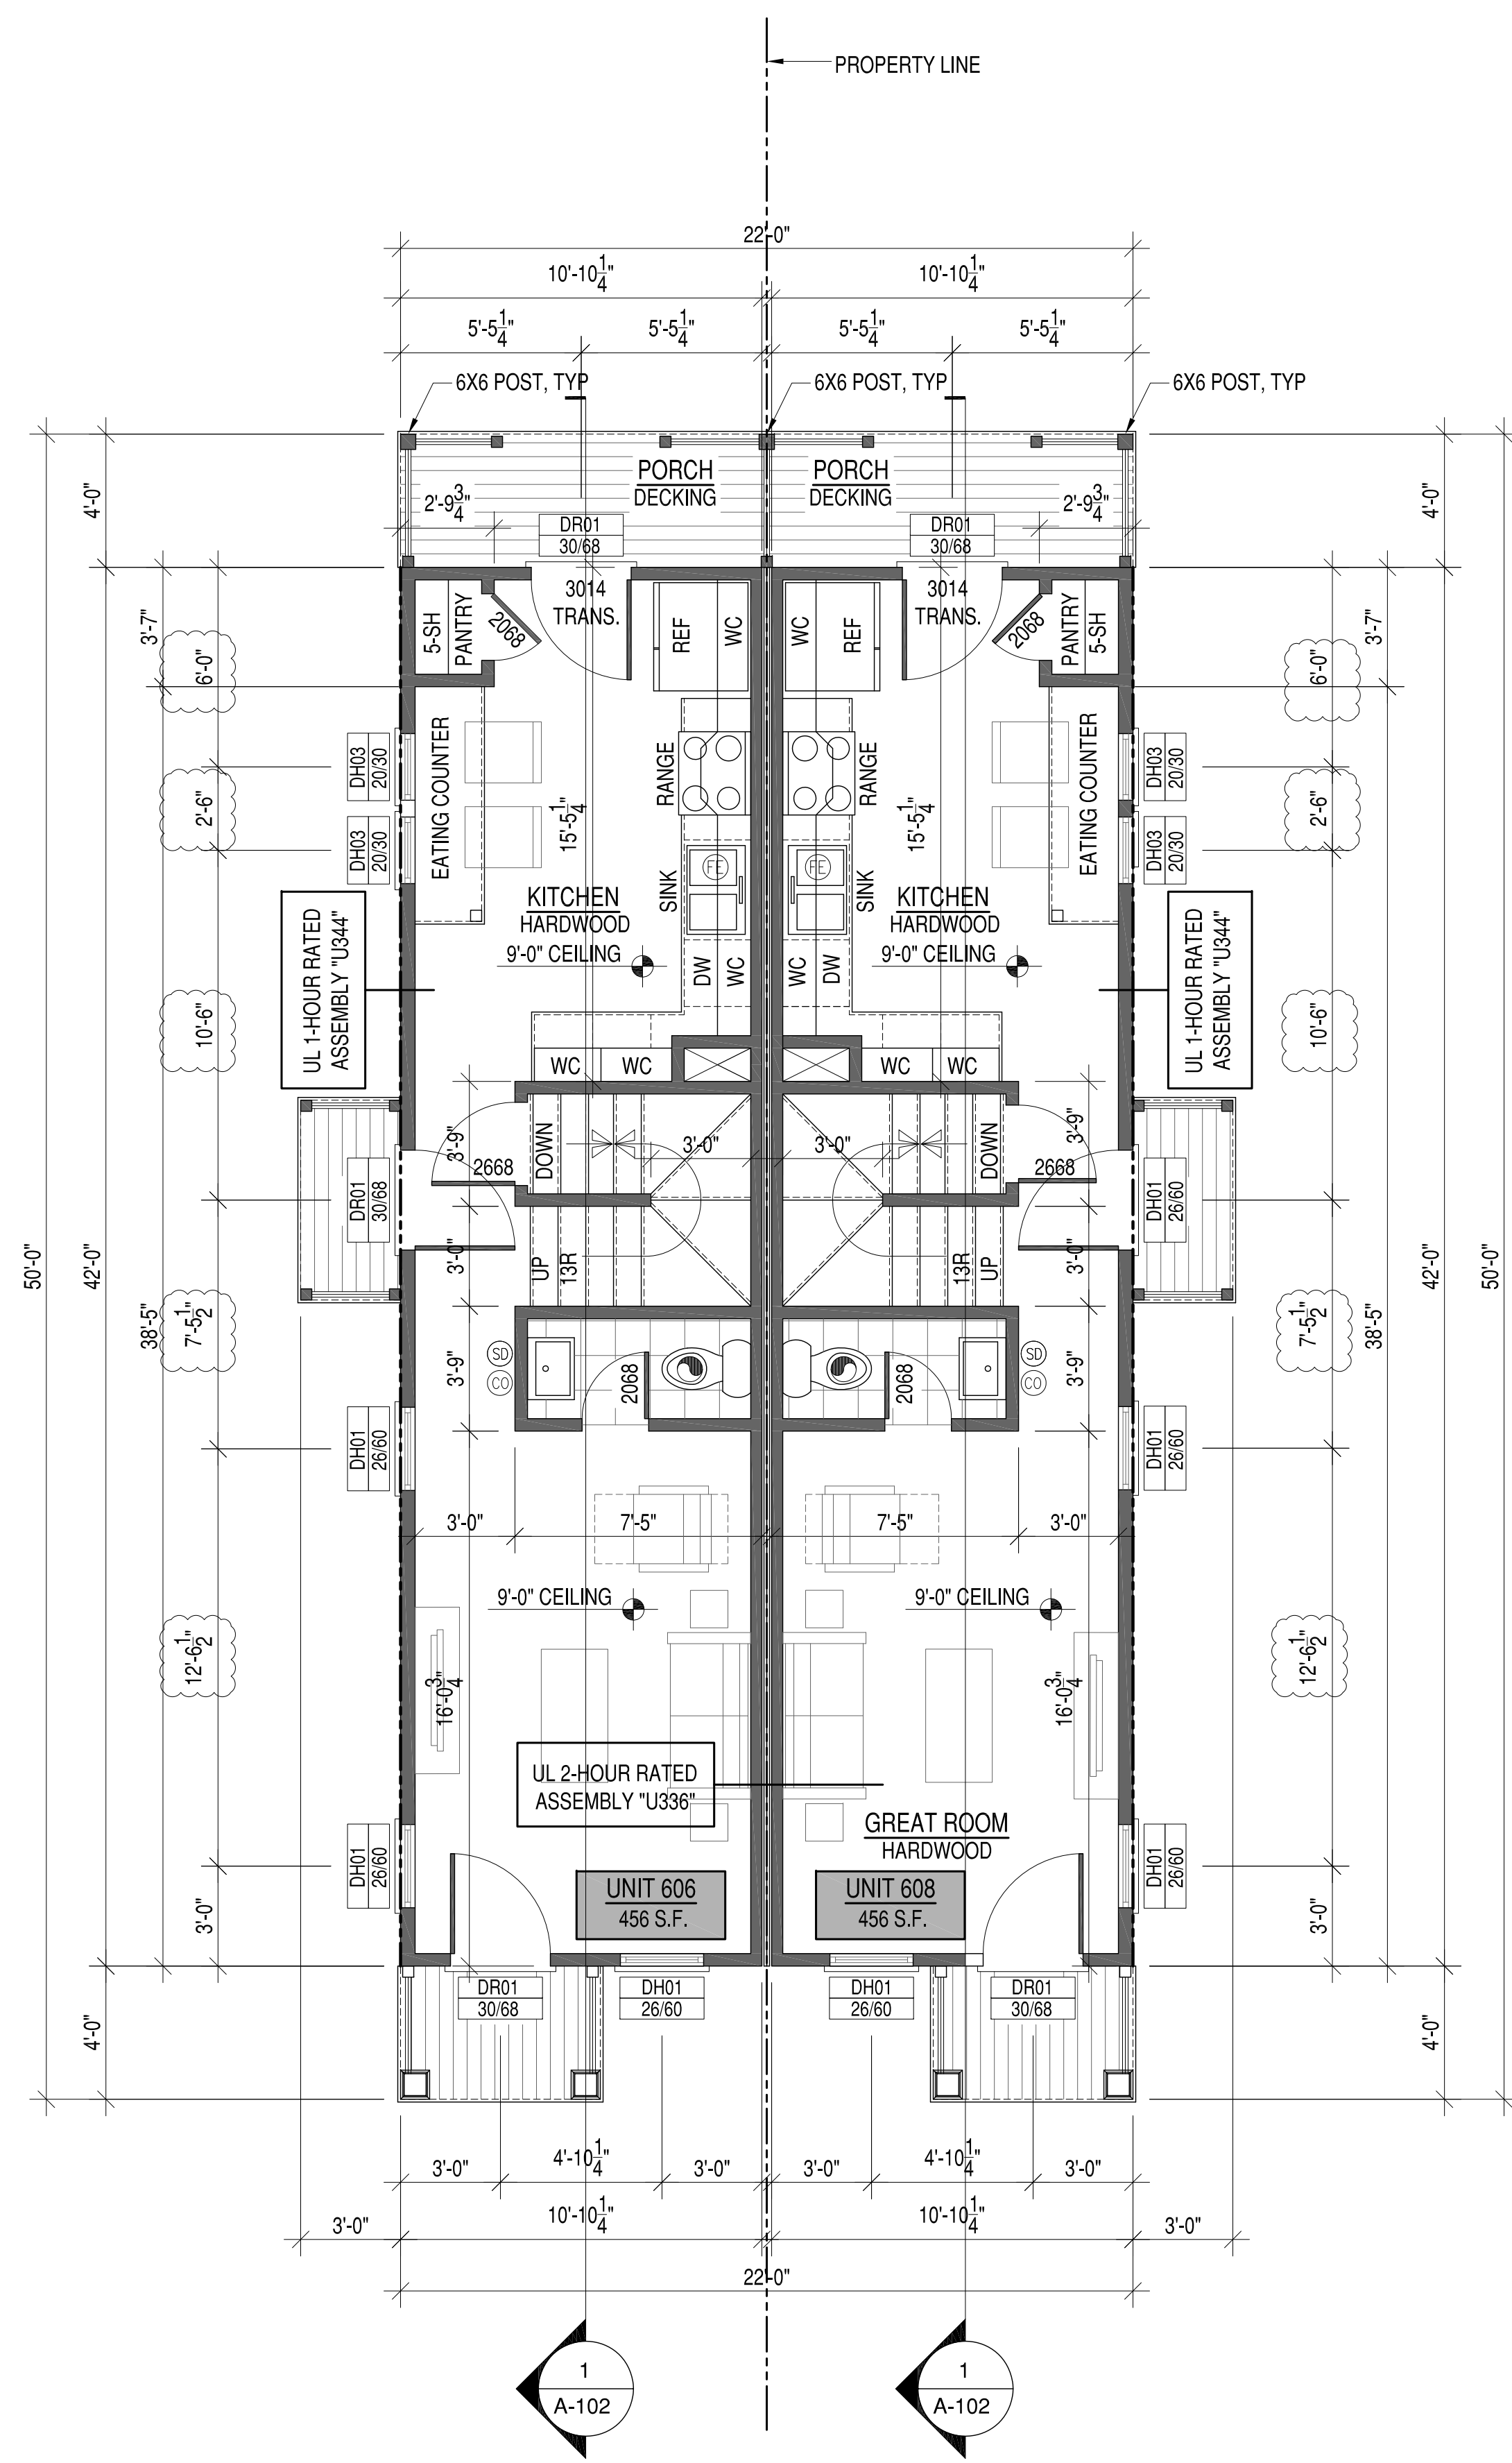 PROPERTY LINE
22'-0"
10'-10 1/4"
10'-10 1/4"
5'-5 1/4"
5'-5 1/4"
5'-5 1/4"
5'-5 1/4"
6X6 POST, TYP
6X6 POST, TYP
6X6 POST, TYP
PORCH
DECKING
PORCH
DECKING
2'-9 3/4"
2'-9 3/4"
4'-0"
4'-0"
DR01
30/68
DR01
30/68
3014
TRANS.
3014
TRANS.
5-SH
PANTRY
2068
REF
WC
WC
REF
2068
PANTRY
5-SH
3'-7"
6'-0"
6'-0"
3'-7"
DH03
20/30
EATING COUNTER
RANGE
RANGE
EATING COUNTER
DH03
20/30
2'-6"
2'-6"
15'-5 1/4"
15'-5 1/4"
DH03
20/30
DH03
20/30
SINK
FE
FE
SINK
KITCHEN
HARDWOOD
9'-0" CEILING
KITCHEN
HARDWOOD
9'-0" CEILING
DW
WC
WC
DW
UL 1-HOUR RATED
ASSEMBLY "U344"
UL 1-HOUR RATED
ASSEMBLY "U344"
10'-6"
10'-6"
WC
WC
WC
WC
3'-9"
DOWN
3'-0"
3'-0"
DOWN
3'-9"
2668
2668
DR01
30/68
DH01
26/60
50'-0"
42'-0"
38'-5"
7'-5 1/2"
3'-0"
UP
13R
13R
UP
3'-0"
7'-5 1/2"
38'-5"
42'-0"
50'-0"
SD
CO
SD
CO
3'-9"
2068
2068
3'-9"
DH01
26/60
DH01
26/60
3'-0"
7'-5"
7'-5"
3'-0"
9'-0" CEILING
9'-0" CEILING
12'-6 1/2"
16'-0 3/4"
16'-0 3/4"
12'-6 1/2"
UL 2-HOUR RATED
ASSEMBLY "U336"
GREAT ROOM
HARDWOOD
DH01
26/60
DH01
26/60
UNIT 606
456 S.F.
UNIT 608
456 S.F.
3'-0"
3'-0"
DR01
30/68
DH01
26/60
DH01
26/60
DR01
30/68
4'-0"
4'-0"
3'-0"
4'-10 1/4"
3'-0"
3'-0"
4'-10 1/4"
3'-0"
3'-0"
10'-10 1/4"
10'-10 1/4"
3'-0"
22'-0"
1
A-102
1
A-102